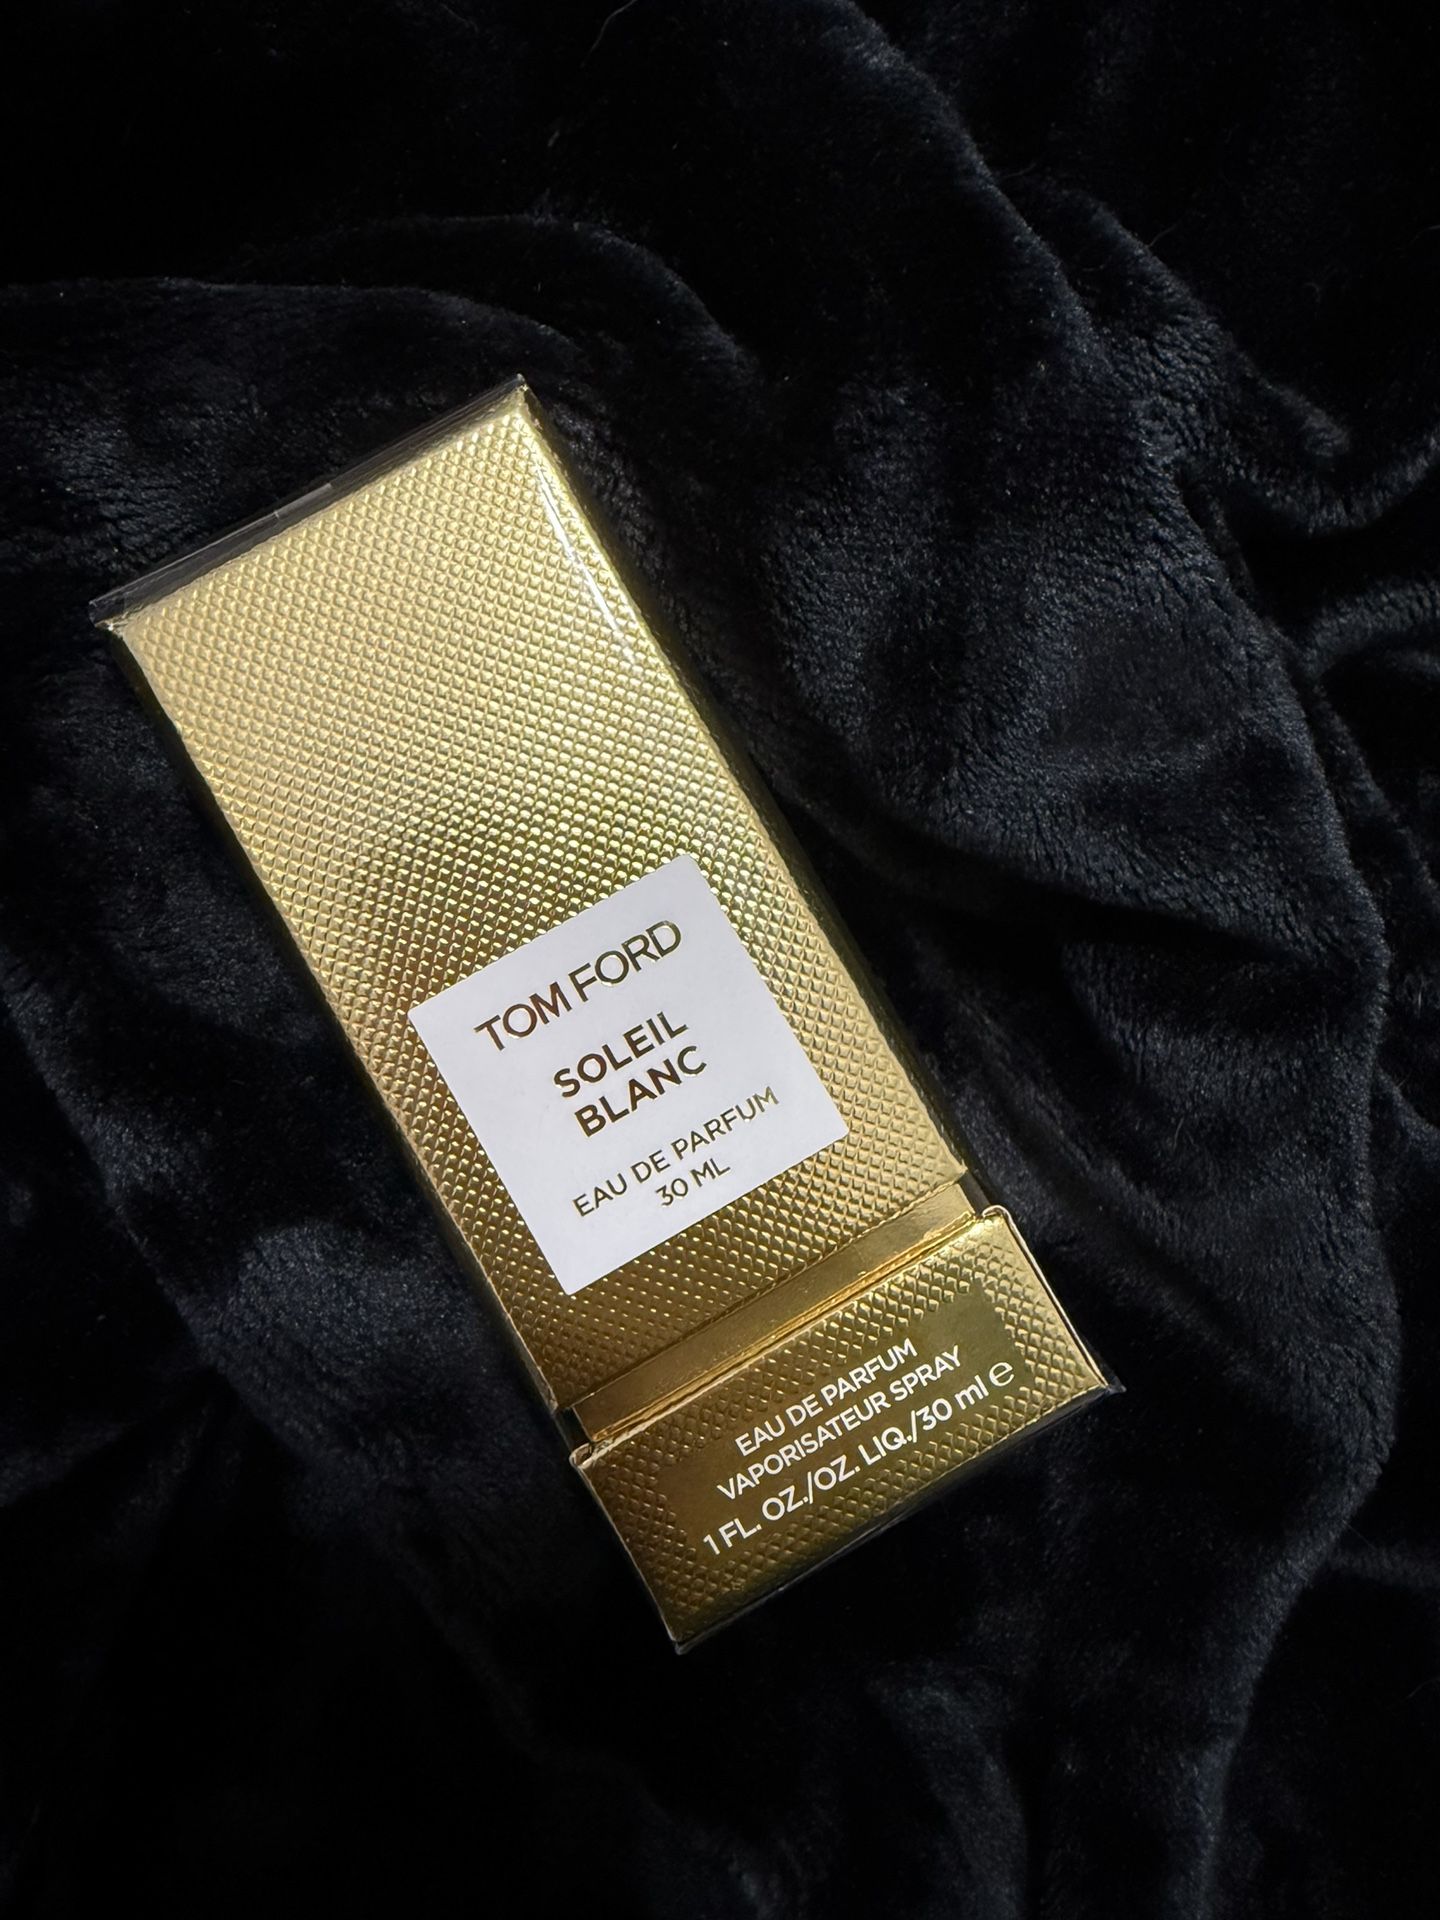 TOM FORD
SOLEIL
BLANC
EAU DE PARFUM
30 ML
EAU DE PARFUM
VAPORISATEUR SPRAY
1 FL. OZ./OZ. LIQ./30 ml ℮